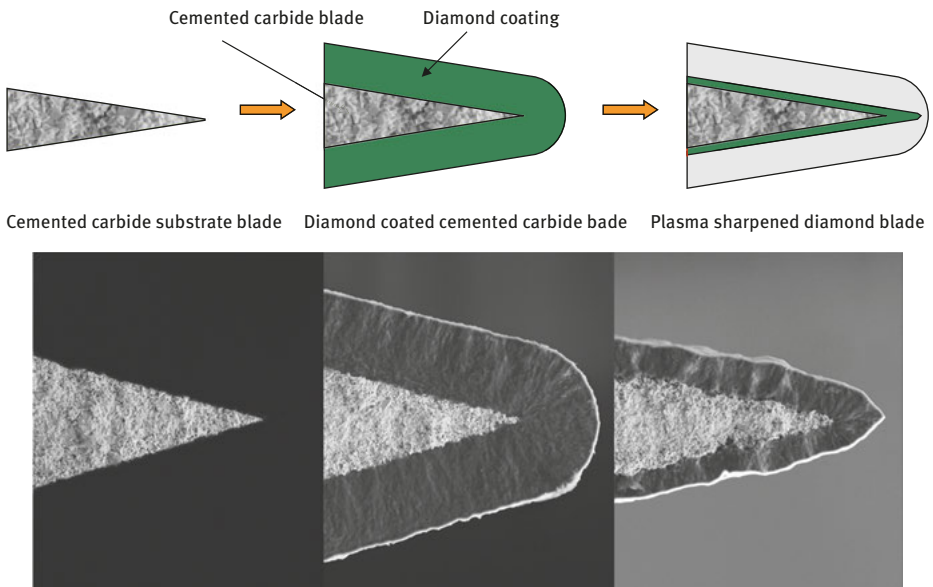 Cemented carbide blade
Diamond coating
Cemented carbide substrate blade
Diamond coated cemented carbide bade
Plasma sharpened diamond blade